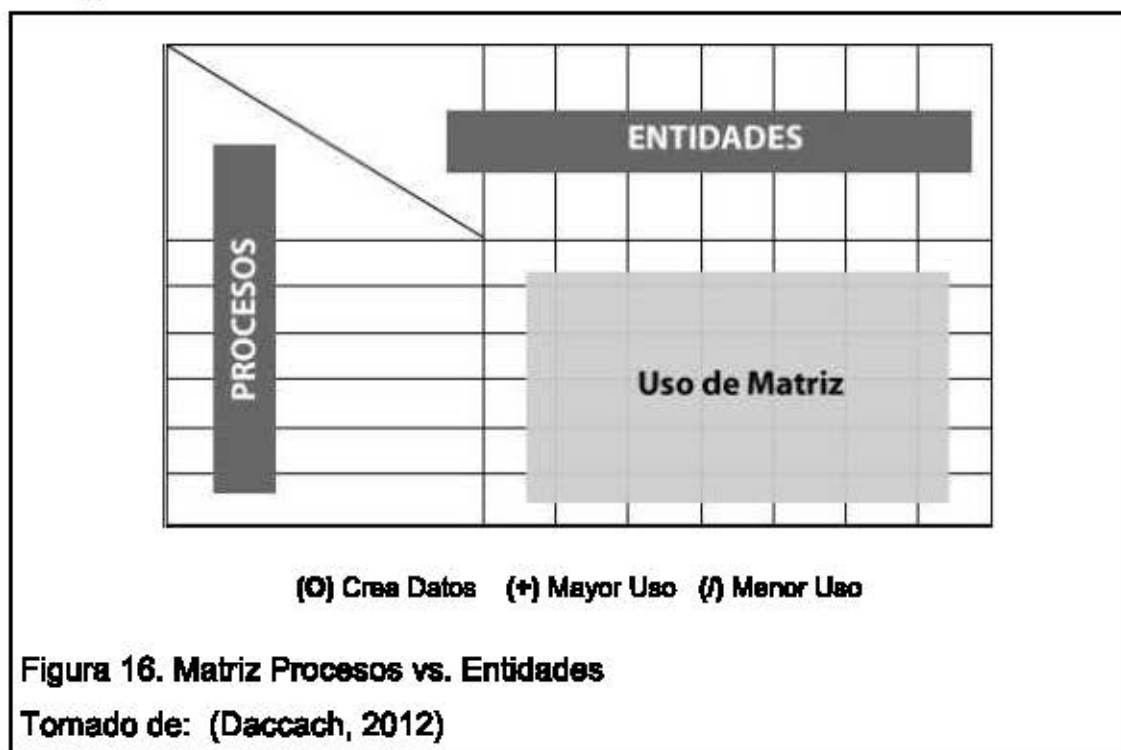 ENTIDADES
PROCESOS
Uso de Matriz
(O) Crea Datos (+) Mayor Uso (/) Menor Uso
Figura 16. Matriz Procesos vs. Entidades
Tomado de: (Daccach, 2012)